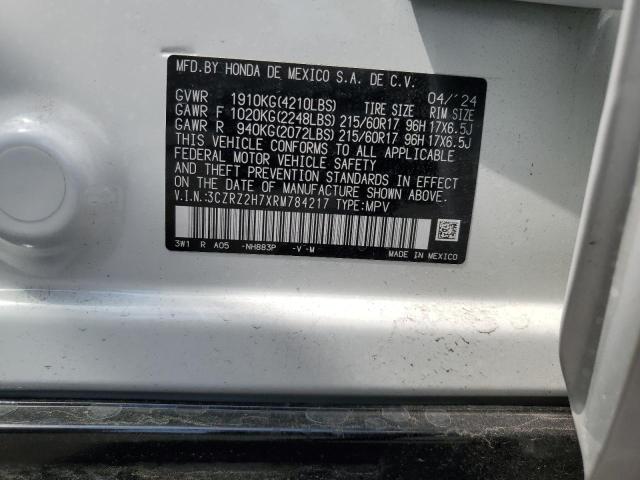 MFD.BY HONDA DE MEXICO S.A. DE C.V.
04/'24
GVWR 1910KG(4210LBS) TIRE SIZE RIM SIZE
GAWR F 1020KG(2248LBS) 215/60R17 96H 17X6.5J
GAWR R 940KG(2072LBS) 215/60R17 96H 17X6.5J
THIS VEHICLE CONFORMS TO ALL APPLICABLE
FEDERAL MOTOR VEHICLE SAFETY
AND THEFT PREVENTION STANDARDS IN EFFECT
ON THE DATE OF MANUFACTURE SHOWN ABOVE.
V.I.N.:3CZRZ2H7XRM784217 TYPE:MPV
3W1 R A05 -NH883P -V -M MADE IN MEXICO